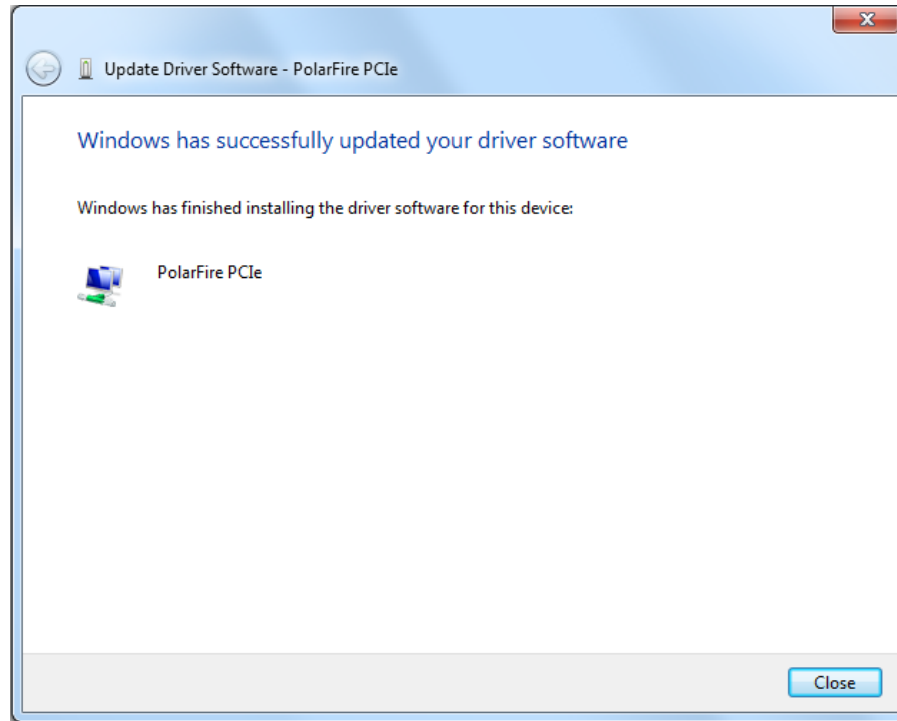 Update Driver Software - PolarFire PCIe
Windows has successfully updated your driver software
Windows has finished installing the driver software for this device:
PolarFire PCIe
Close